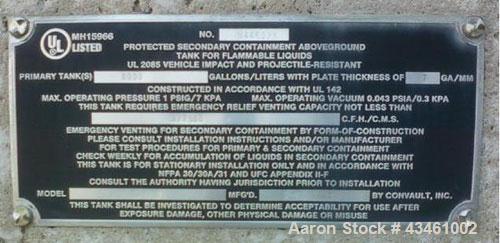 UL MH15966 LISTED
NO.
PROTECTED SECONDARY CONTAINMENT ABOVEGROUND
TANK FOR FLAMMABLE LIQUIDS
UL 2085 VEHICLE IMPACT AND PROJECTILE-RESISTANT
PRIMARY TANK(S) GALLONS/LITERS WITH PLATE THICKNESS OF 7 GA/MM
CONSTRUCTED IN ACCORDANCE WITH UL 142
MAX. OPERATING PRESSURE 1 PSIG/7 KPA MAX. OPERATING VACUUM 0.043 PSIA/0.3 KPA
THIS TANK REQUIRES EMERGENCY RELIEF VENTING CAPACITY NOT LESS THAN
C.F.H./C.M.S.
EMERGENCY VENTING FOR SECONDARY CONTAINMENT BY FORM-OF-CONSTRUCTION
PLEASE CONSULT INSTALLATION INSTRUCTIONS AND/OR MANUFACTURER
FOR TEST PROCEDURES FOR PRIMARY & SECONDARY CONTAINMENT
CHECK WEEKLY FOR ACCUMULATION OF LIQUIDS IN SECONDARY CONTAINMENT
THIS TANK IS FOR STATIONARY INSTALLATION ONLY AND IN ACCORDANCE WITH
NFPA 30/30A/31 AND UFC APPENDIX II-F
CONSULT THE AUTHORITY HAVING JURISDICTION PRIOR TO INSTALLATION
MODEL MFG'D. BY CONVAULT, INC.
THIS TANK SHALL BE INVESTIGATED TO DETERMINE ACCEPTABILITY FOR USE AFTER
EXPOSURE DAMAGE, OTHER PHYSICAL DAMAGE OR MISUSE
Aaron Stock #43461002